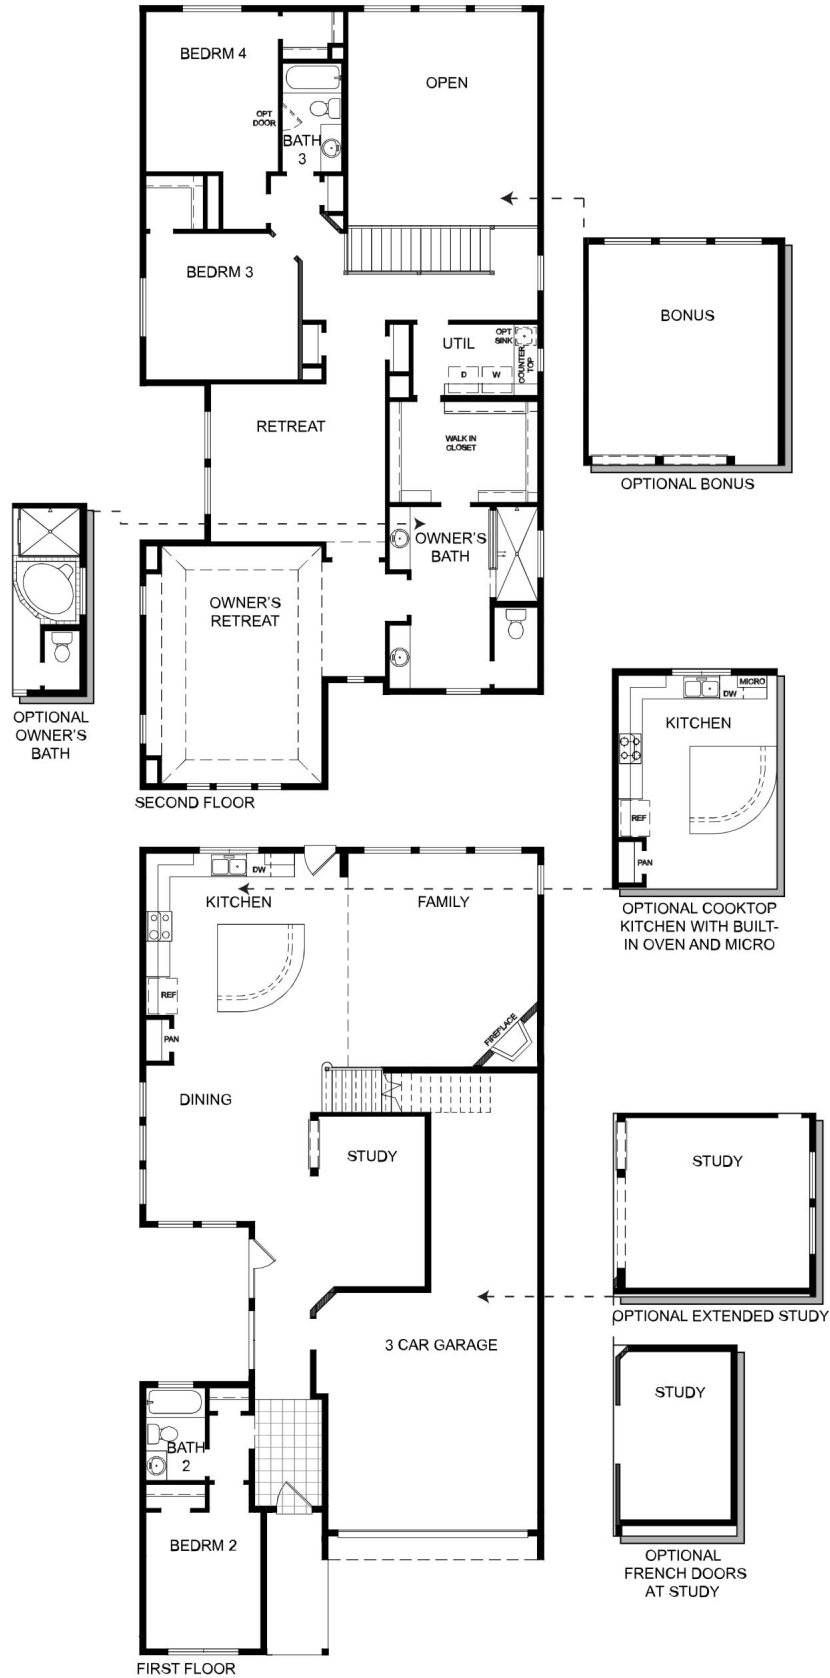 BEDRM 4
OPEN
OPT
DOOR
BATH
3
BEDRM 3
BONUS
OPT
SINK
UTIL
COUNTER
TOP
D
W
RETREAT
WALK IN
CLOSET
OPTIONAL BONUS
OWNER'S
BATH
OWNER'S
RETREAT
OPTIONAL
OWNER'S
BATH
MICRO
DW
KITCHEN
REF
PAN
SECOND FLOOR
DW
KITCHEN
FAMILY
OPTIONAL COOKTOP
KITCHEN WITH BUILT-
IN OVEN AND MICRO
REF
PAN
FIREPLACE
DINING
STUDY
STUDY
OPTIONAL EXTENDED STUDY
3 CAR GARAGE
STUDY
BATH
2
BEDRM 2
OPTIONAL
FRENCH DOORS
AT STUDY
FIRST FLOOR